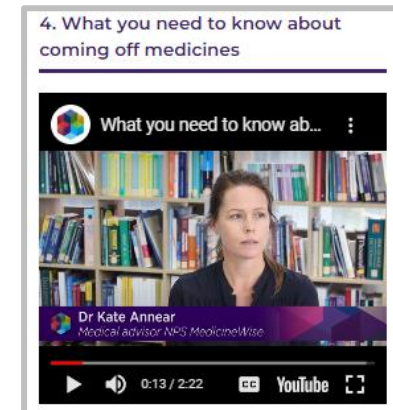 4. What you need to know about
coming off medicines
What you need to know ab...
Dr Kate Annear
Medical advisor NPS MedicineWise
0:13 / 2:22 CC YouTube